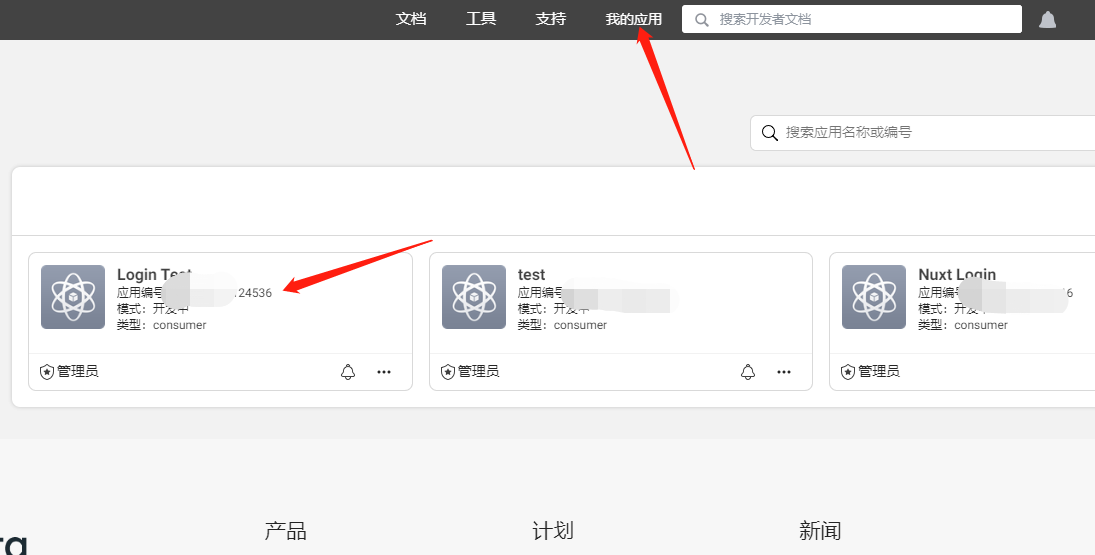 文档 工具 支持 我的应用 搜索开发者文档
搜索应用名称或编号
Login Test
应用编号 124536
模式：开发中
类型：consumer
管理员
test
应用编号
模式：开发中
类型：consumer
管理员
Nuxt Login
应用编号 6
模式：开发中
类型：consumer
管理员
产品 计划 新闻